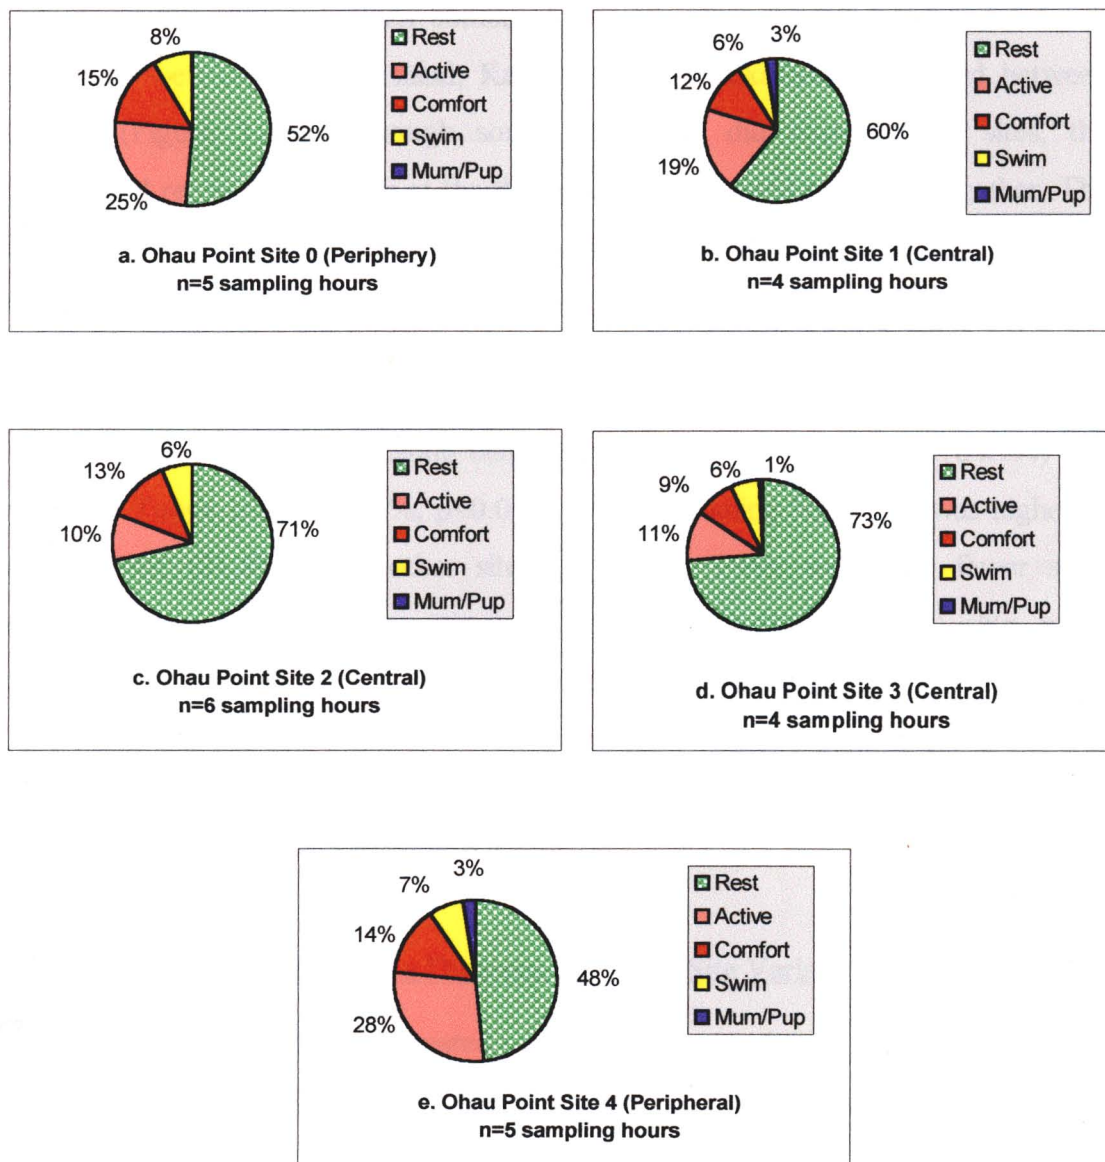 8%
15%
52%
25%
Rest
Active
Comfort
Swim
Mum/Pup
a. Ohau Point Site 0 (Periphery)
n=5 sampling hours
6%
3%
12%
60%
19%
Rest
Active
Comfort
Swim
Mum/Pup
b. Ohau Point Site 1 (Central)
n=4 sampling hours
6%
13%
71%
10%
Rest
Active
Comfort
Swim
Mum/Pup
c. Ohau Point Site 2 (Central)
n=6 sampling hours
6%
1%
9%
73%
11%
Rest
Active
Comfort
Swim
Mum/Pup
d. Ohau Point Site 3 (Central)
n=4 sampling hours
3%
7%
14%
48%
28%
Rest
Active
Comfort
Swim
Mum/Pup
e. Ohau Point Site 4 (Peripheral)
n=5 sampling hours